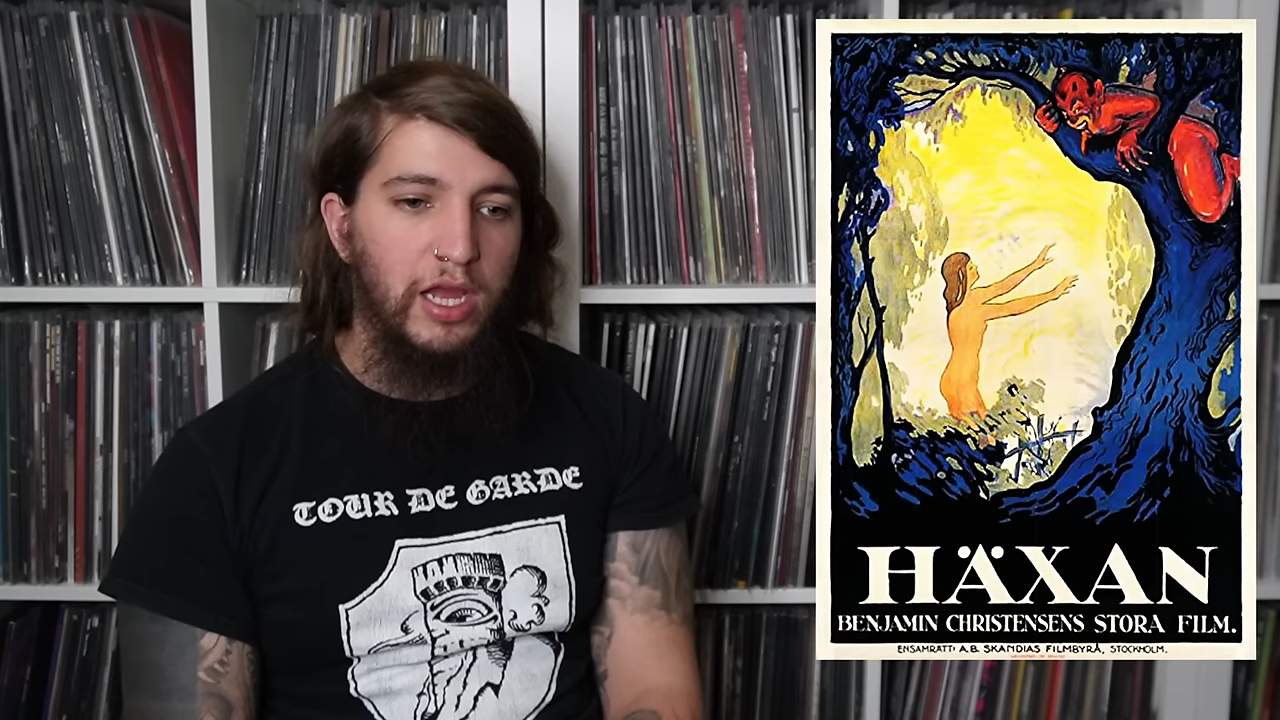 TOUR DE GARDE
HÄXAN
BENJAMIN CHRISTENSENS STORA FILM.
ENSAMRÄTT: A.B. SKANDIAS FILMBYRÅ, STOCKHOLM.